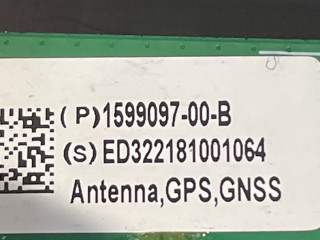 (P)1599097-00-B
(S)ED322181001064
Antenna,GPS,GNSS